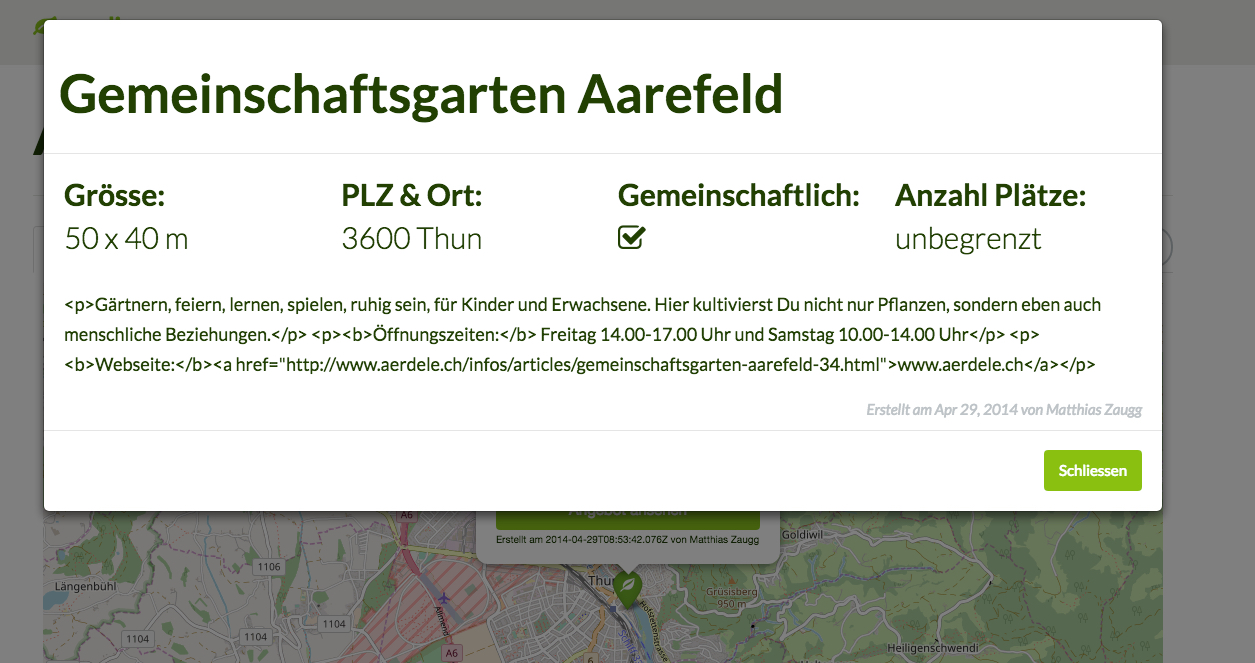 Gemeinschaftsgarten Aarefeld
Grösse:
50 x 40 m
PLZ & Ort:
3600 Thun
Gemeinschaftlich:
Anzahl Plätze:
unbegrenzt
<p>Gärtnern, feiern, lernen, spielen, ruhig sein, für Kinder und Erwachsene. Hier kultivierst Du nicht nur Pflanzen, sondern eben auch
menschliche Beziehungen.</p> <p><b>Öffnungszeiten:</b> Freitag 14.00-17.00 Uhr und Samstag 10.00-14.00 Uhr</p> <p>
<b>Webseite:</b><a href="http://www.aerdele.ch/infos/articles/gemeinschaftsgarten-aarefeld-34.html">www.aerdele.ch</a></p>
Erstellt am Apr 29, 2014 von Matthias Zaugg
Schliessen
Angebot ansehen
Erstellt am 2014-04-29T08:53:42.076Z von Matthias Zaugg
A6
Goldiwil
1106
Längenbühl
Thun
Grüsisberg
950 m
Allmend
Hofstettenstrasse
1104
1104
1104
A6
6
Heiligenschwendi